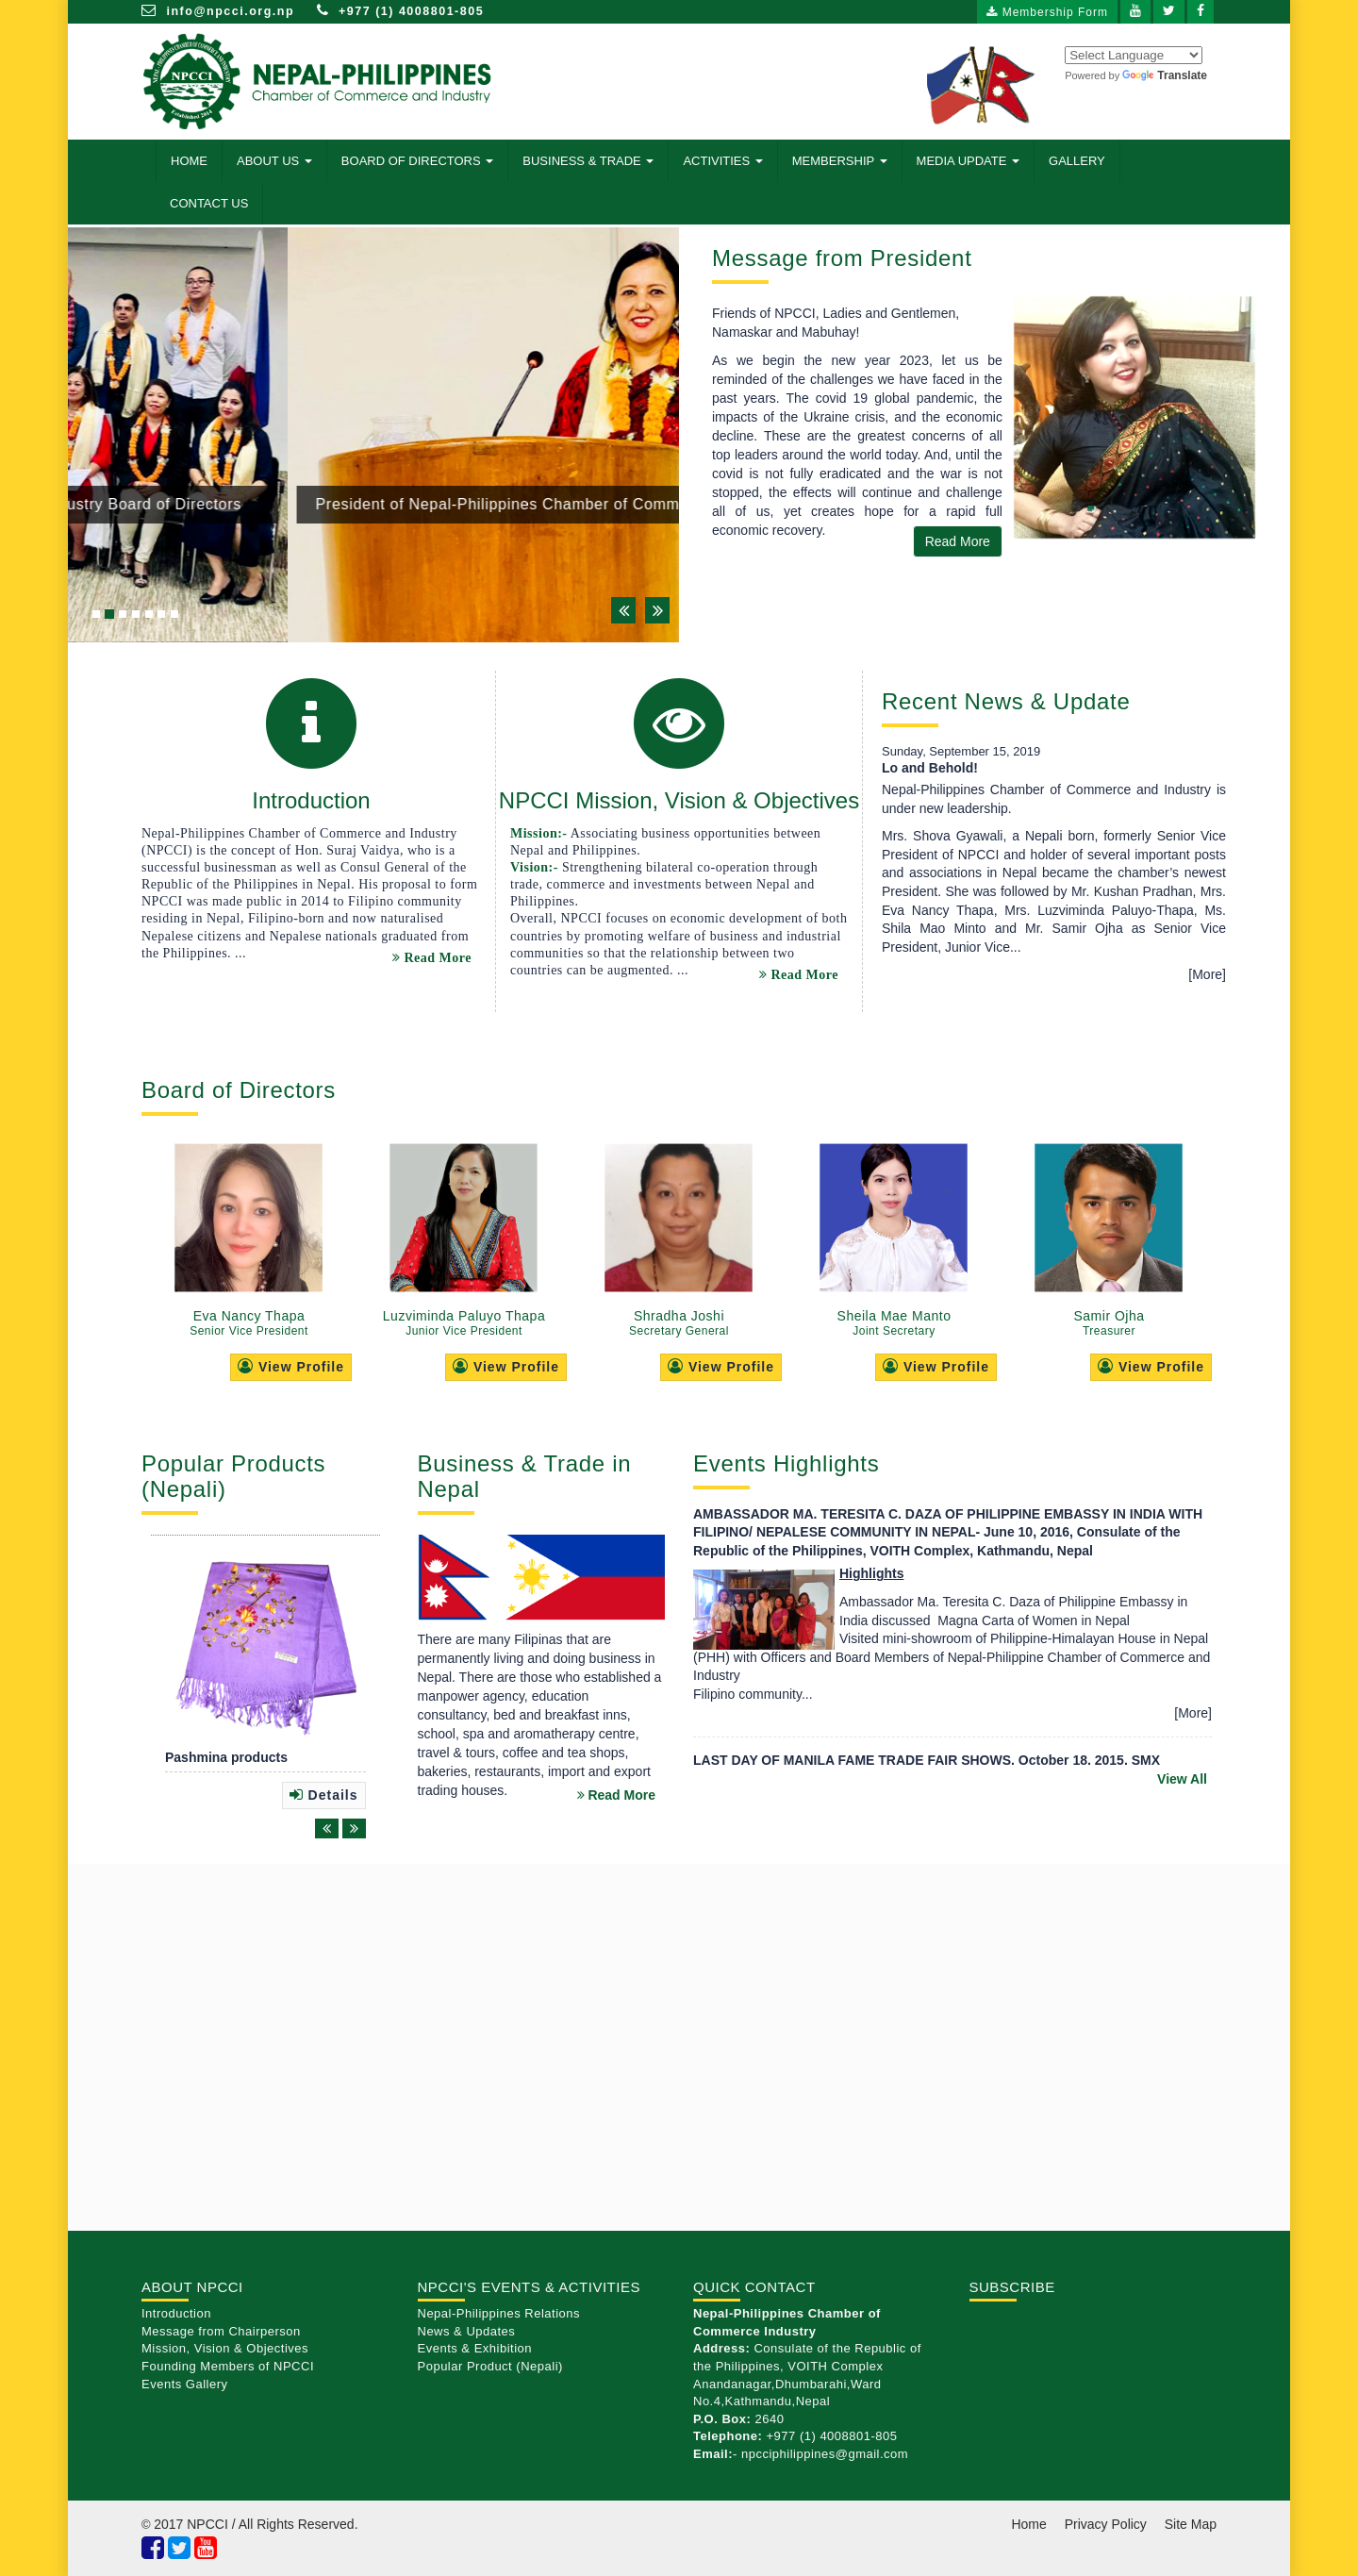 info@npcci.org.np +977 (1) 4008801-805 Membership Form
NPCCI
Established 2014
NEPAL-PHILIPPINES
Chamber of Commerce and Industry
Select Language
Powered by Google Translate
HOME ABOUT US BOARD OF DIRECTORS BUSINESS & TRADE ACTIVITIES MEMBERSHIP MEDIA UPDATE GALLERY
CONTACT US
ustry Board of Directors
President of Nepal-Philippines Chamber of Comm
Message from President
Friends of NPCCI, Ladies and Gentlemen,
Namaskar and Mabuhay!
As we begin the new year 2023, let us be
reminded of the challenges we have faced in the
past years. The covid 19 global pandemic, the
impacts of the Ukraine crisis, and the economic
decline. These are the greatest concerns of all
top leaders around the world today. And, until the
covid is not fully eradicated and the war is not
stopped, the effects will continue and challenge
all of us, yet creates hope for a rapid full
economic recovery.
Read More
Introduction
Nepal-Philippines Chamber of Commerce and Industry
(NPCCI) is the concept of Hon. Suraj Vaidya, who is a
successful businessman as well as Consul General of the
Republic of the Philippines in Nepal. His proposal to form
NPCCI was made public in 2014 to Filipino community
residing in Nepal, Filipino-born and now naturalised
Nepalese citizens and Nepalese nationals graduated from
the Philippines. ...
Read More
NPCCI Mission, Vision & Objectives
Mission:- Associating business opportunities between
Nepal and Philippines.
Vision:- Strengthening bilateral co-operation through
trade, commerce and investments between Nepal and
Philippines.
Overall, NPCCI focuses on economic development of both
countries by promoting welfare of business and industrial
communities so that the relationship between two
countries can be augmented. ...
Read More
Recent News & Update
Sunday, September 15, 2019
Lo and Behold!
Nepal-Philippines Chamber of Commerce and Industry is
under new leadership.
Mrs. Shova Gyawali, a Nepali born, formerly Senior Vice
President of NPCCI and holder of several important posts
and associations in Nepal became the chamber's newest
President. She was followed by Mr. Kushan Pradhan, Mrs.
Eva Nancy Thapa, Mrs. Luzviminda Paluyo-Thapa, Ms.
Shila Mao Minto and Mr. Samir Ojha as Senior Vice
President, Junior Vice...
[More]
Board of Directors
Eva Nancy Thapa
Senior Vice President
View Profile
Luzviminda Paluyo Thapa
Junior Vice President
View Profile
Shradha Joshi
Secretary General
View Profile
Sheila Mae Manto
Joint Secretary
View Profile
Samir Ojha
Treasurer
View Profile
Popular Products
(Nepali)
Pashmina products
Details
Business & Trade in
Nepal
There are many Filipinas that are
permanently living and doing business in
Nepal. There are those who established a
manpower agency, education
consultancy, bed and breakfast inns,
school, spa and aromatherapy centre,
travel & tours, coffee and tea shops,
bakeries, restaurants, import and export
trading houses.
Read More
Events Highlights
AMBASSADOR MA. TERESITA C. DAZA OF PHILIPPINE EMBASSY IN INDIA WITH
FILIPINO/ NEPALESE COMMUNITY IN NEPAL- June 10, 2016, Consulate of the
Republic of the Philippines, VOITH Complex, Kathmandu, Nepal
Highlights
Ambassador Ma. Teresita C. Daza of Philippine Embassy in
India discussed Magna Carta of Women in Nepal
Visited mini-showroom of Philippine-Himalayan House in Nepal
(PHH) with Officers and Board Members of Nepal-Philippine Chamber of Commerce and
Industry
Filipino community...
[More]
LAST DAY OF MANILA FAME TRADE FAIR SHOWS. October 18. 2015. SMX
View All
ABOUT NPCCI
Introduction
Message from Chairperson
Mission, Vision & Objectives
Founding Members of NPCCI
Events Gallery
NPCCI'S EVENTS & ACTIVITIES
Nepal-Philippines Relations
News & Updates
Events & Exhibition
Popular Product (Nepali)
QUICK CONTACT
Nepal-Philippines Chamber of
Commerce Industry
Address: Consulate of the Republic of
the Philippines, VOITH Complex
Anandanagar,Dhumbarahi,Ward
No.4,Kathmandu,Nepal
P.O. Box: 2640
Telephone: +977 (1) 4008801-805
Email:- npcciphilippines@gmail.com
SUBSCRIBE
© 2017 NPCCI / All Rights Reserved.
Home Privacy Policy Site Map